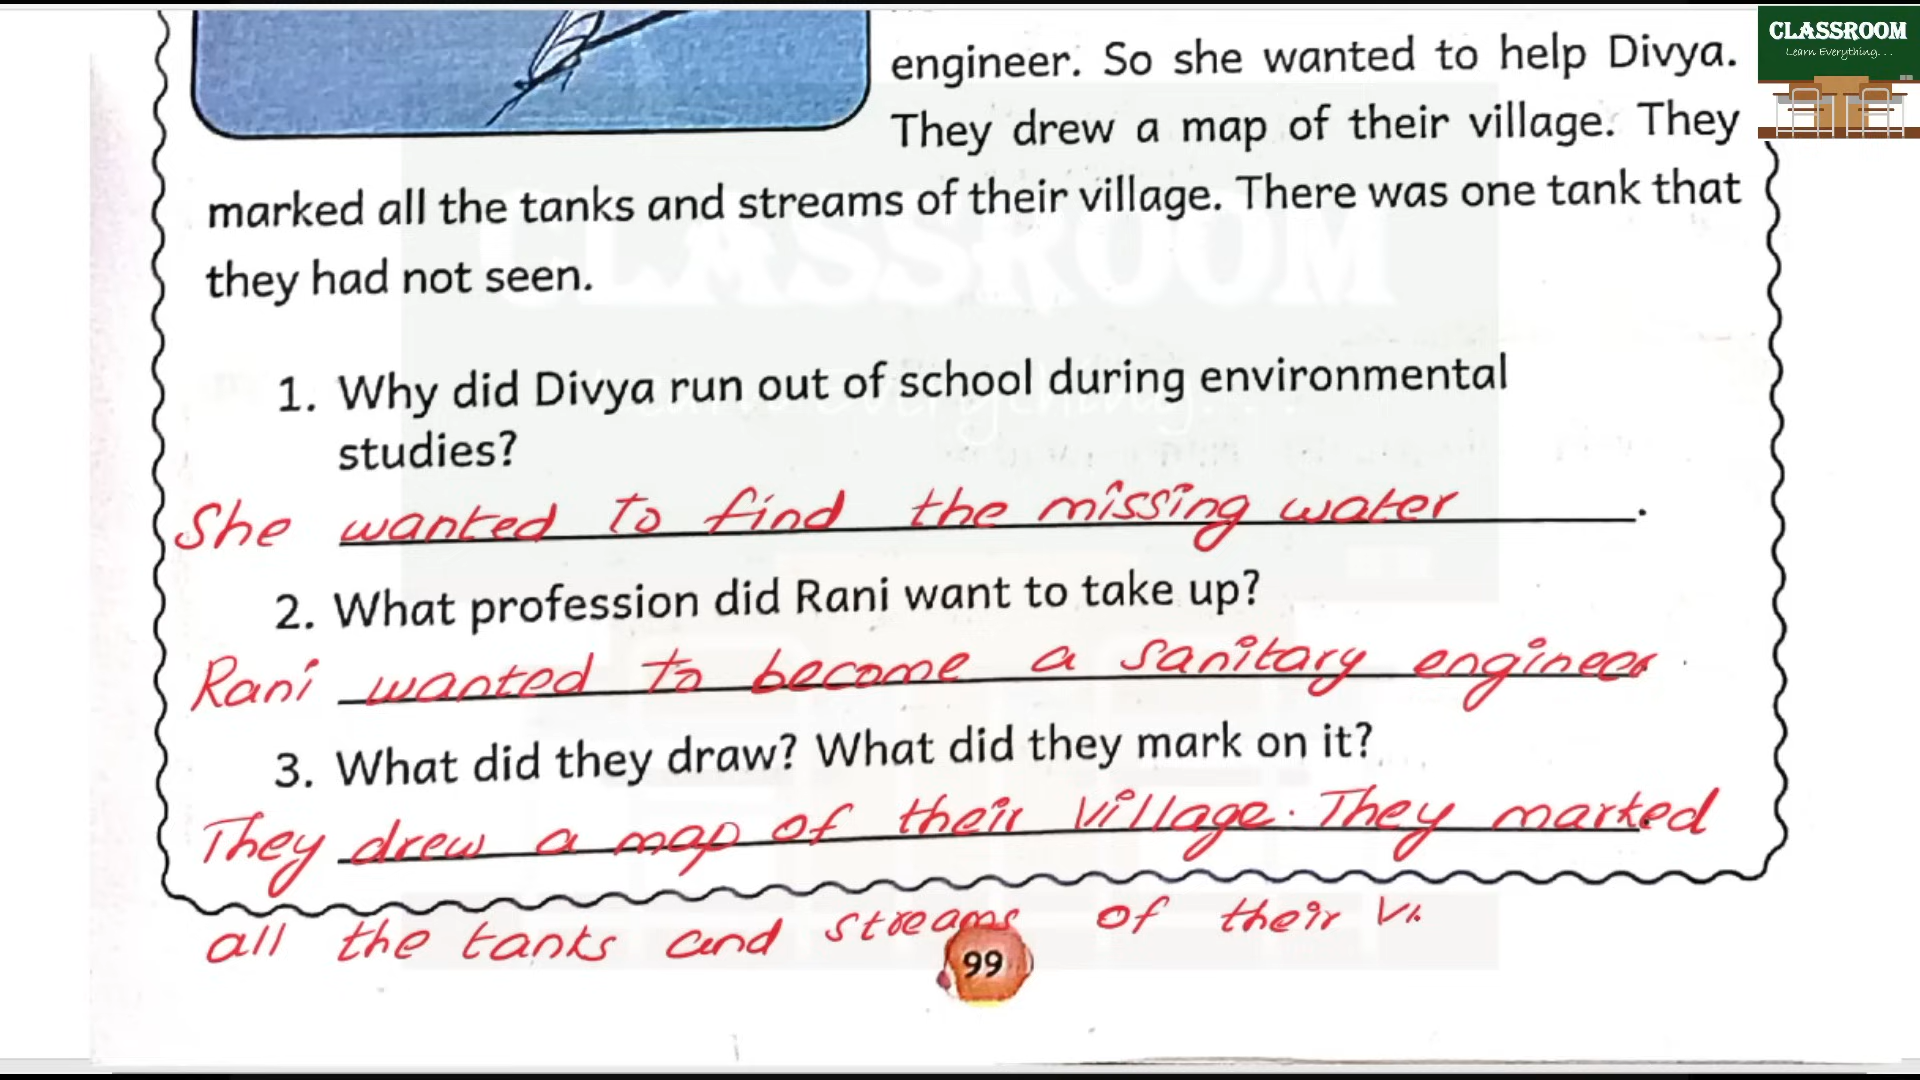 CLASSROOM
Learn Everything...
engineer. So she wanted to help Divya.
They drew a map of their village. They
marked all the tanks and streams of their village. There was one tank that
they had not seen.
1. Why did Divya run out of school during environmental
studies?
She wanted to find the missing water .
2. What profession did Rani want to take up?
Rani wanted to become a sanitary engineer
3. What did they draw? What did they mark on it?
They drew a map of their village. They marked
all the tanks and streams of their Vi
99